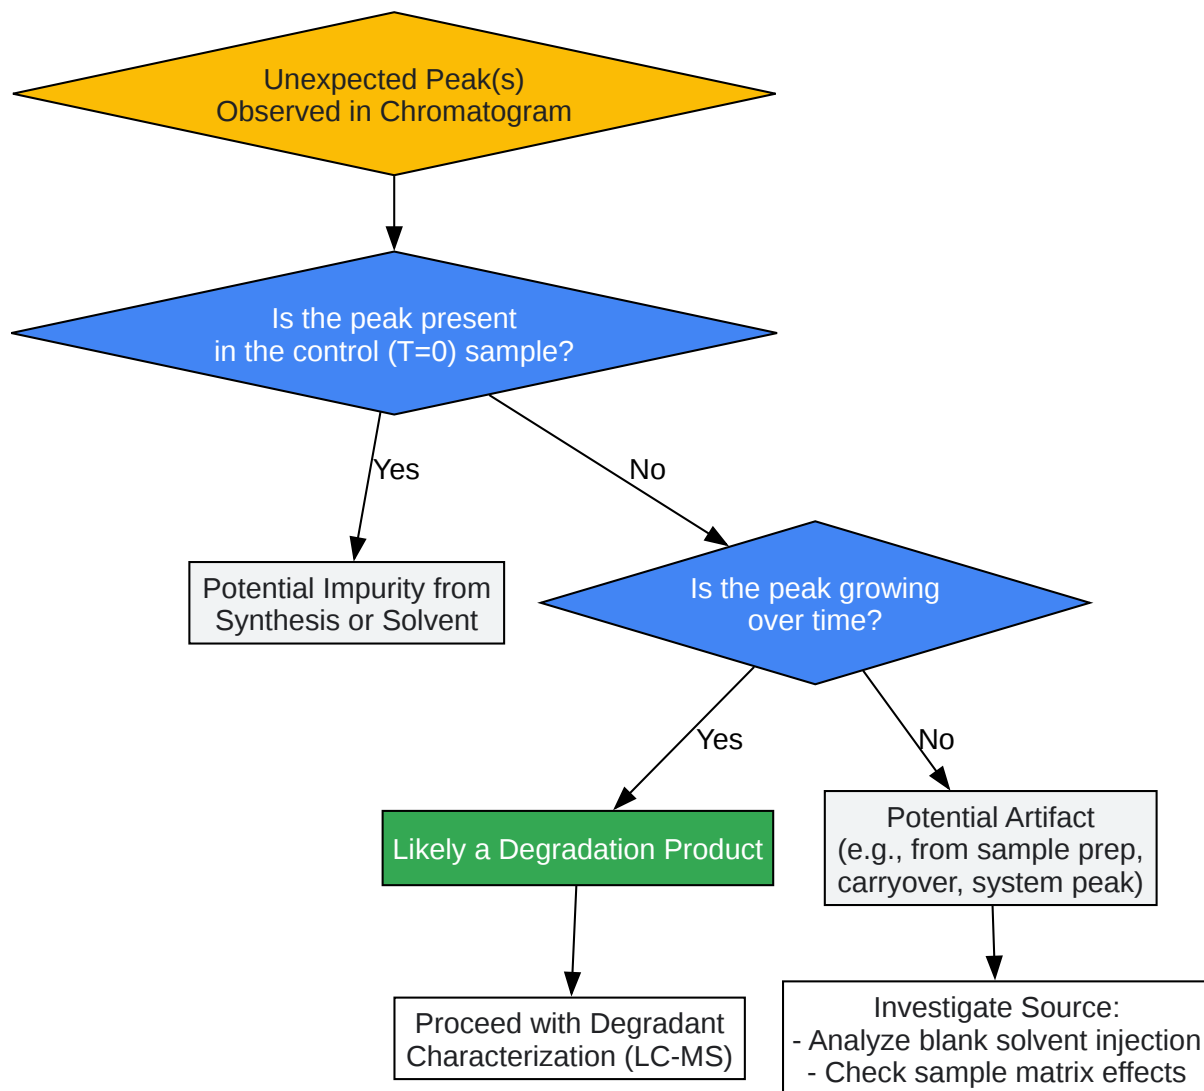 Unexpected Peak(s)
Observed in Chromatogram
Is the peak present
in the control (T=0) sample?
Yes
No
Potential Impurity from
Synthesis or Solvent
Is the peak growing
over time?
Yes
No
Likely a Degradation Product
Potential Artifact
(e.g., from sample prep,
carryover, system peak)
Proceed with Degradant
Characterization (LC-MS)
Investigate Source:
- Analyze blank solvent injection
- Check sample matrix effects